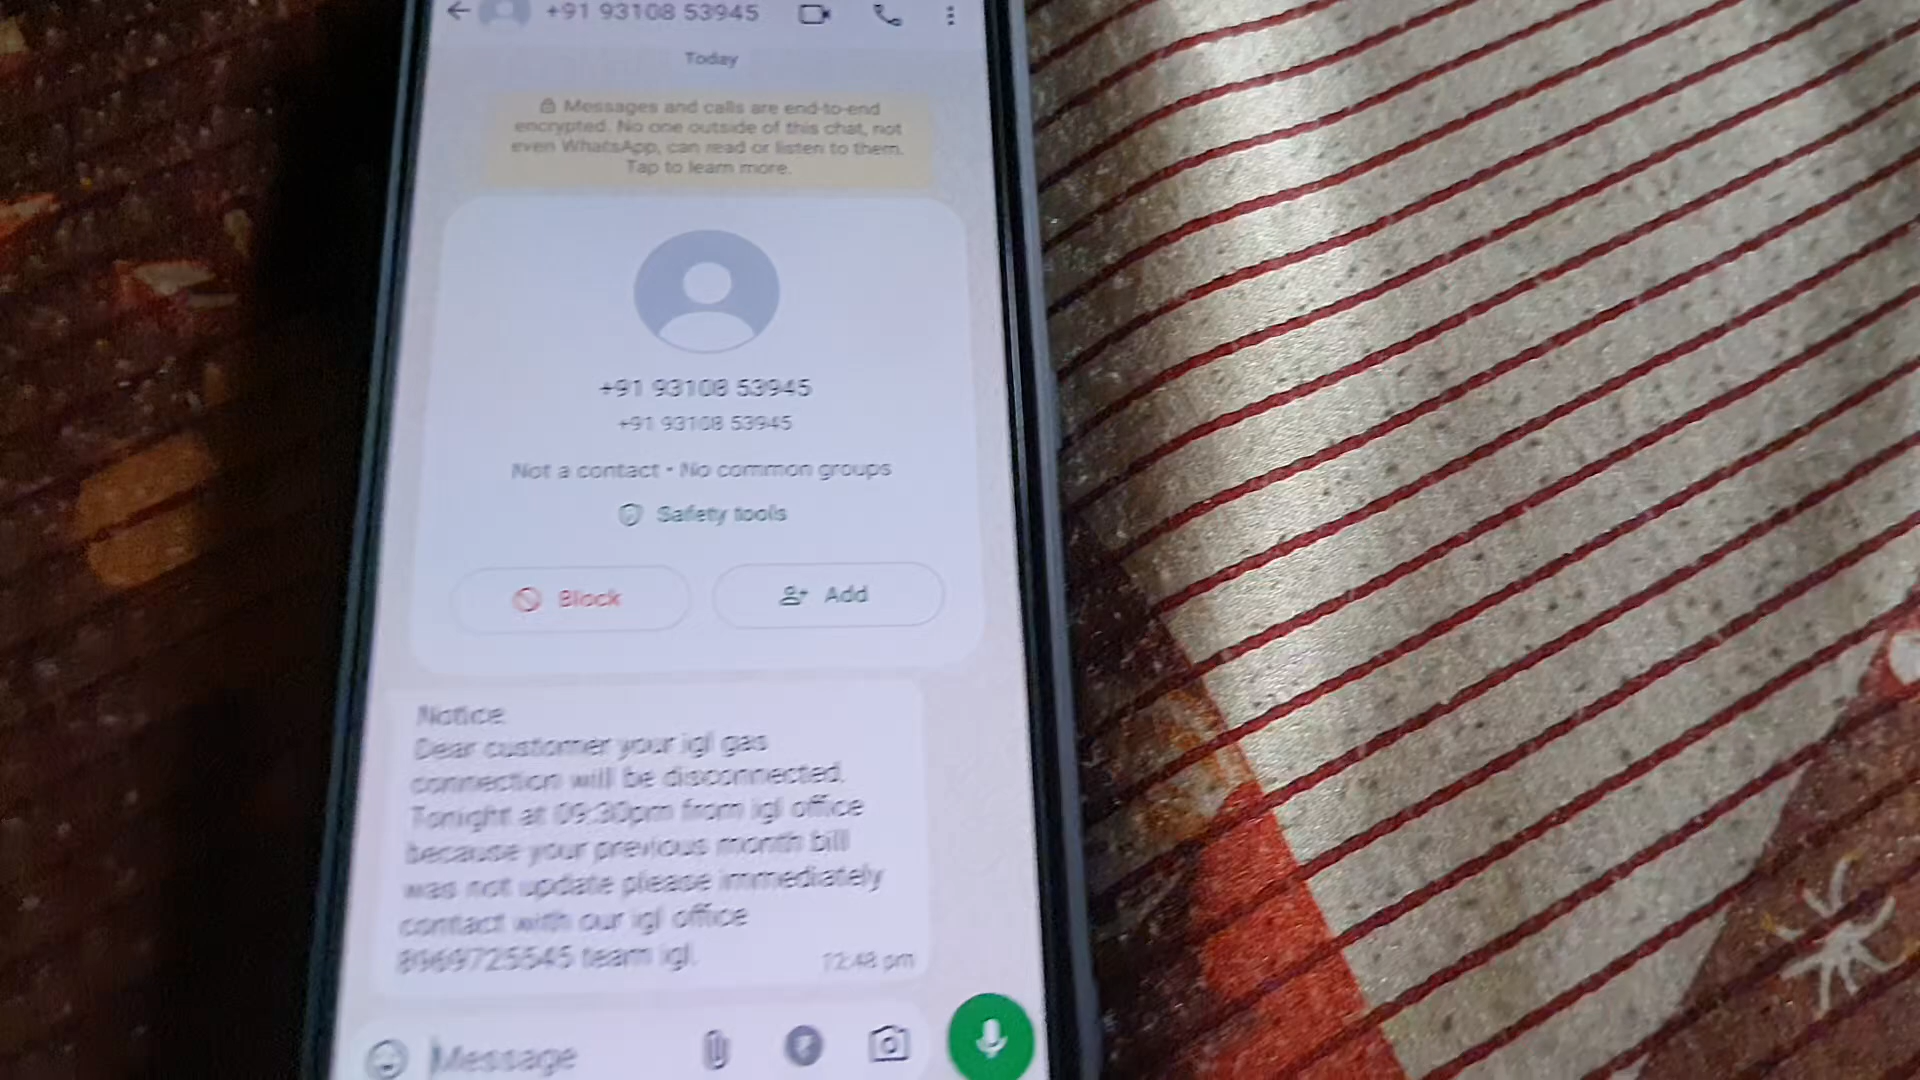 +91 93108 53945
Today
Messages and calls are end-to-end
encrypted. No one outside of this chat, not
even WhatsApp, can read or listen to them.
Tap to learn more.
+91 93108 53945
+91 93108 53945
Not a contact • No common groups
Safety tools
Block
Add
Notice
Dear customer your igl gas
connection will be disconnected.
Tonight at 09:30pm from igl office
because your previous month bill
was not update please immediately
contact with our igl office
8969725545 team igl.
12:48 pm
Message